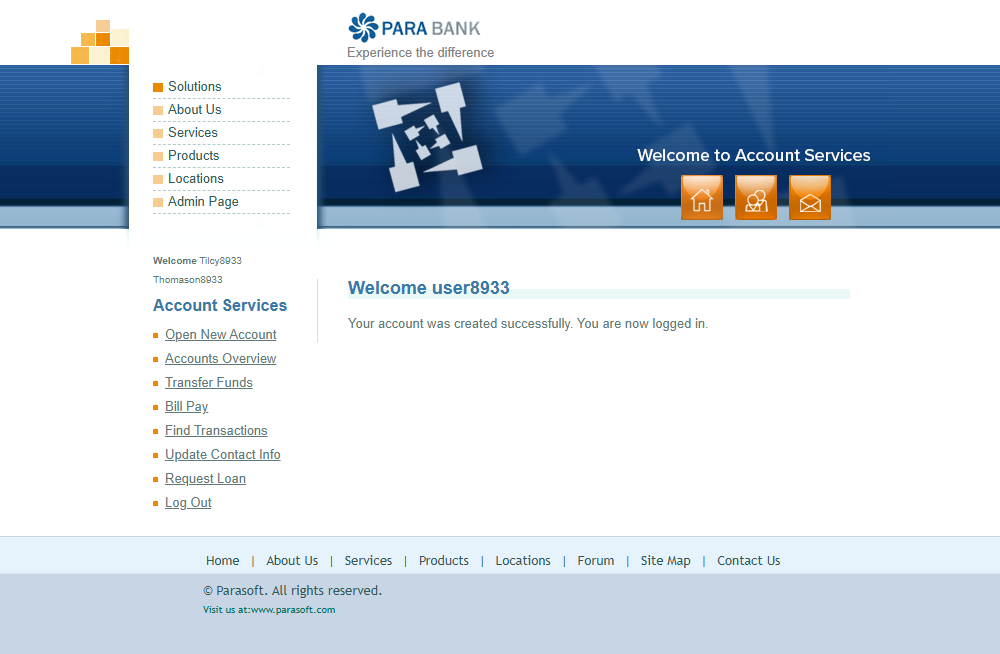 PARA BANK
Experience the difference
Solutions
About Us
Services
Products
Locations
Admin Page
Welcome to Account Services
Welcome Tilcy8933
Thomason8933
Account Services
Open New Account
Accounts Overview
Transfer Funds
Bill Pay
Find Transactions
Update Contact Info
Request Loan
Log Out
Welcome user8933
Your account was created successfully. You are now logged in.
Home | About Us | Services | Products | Locations | Forum | Site Map | Contact Us
© Parasoft. All rights reserved.
Visit us at:www.parasoft.com